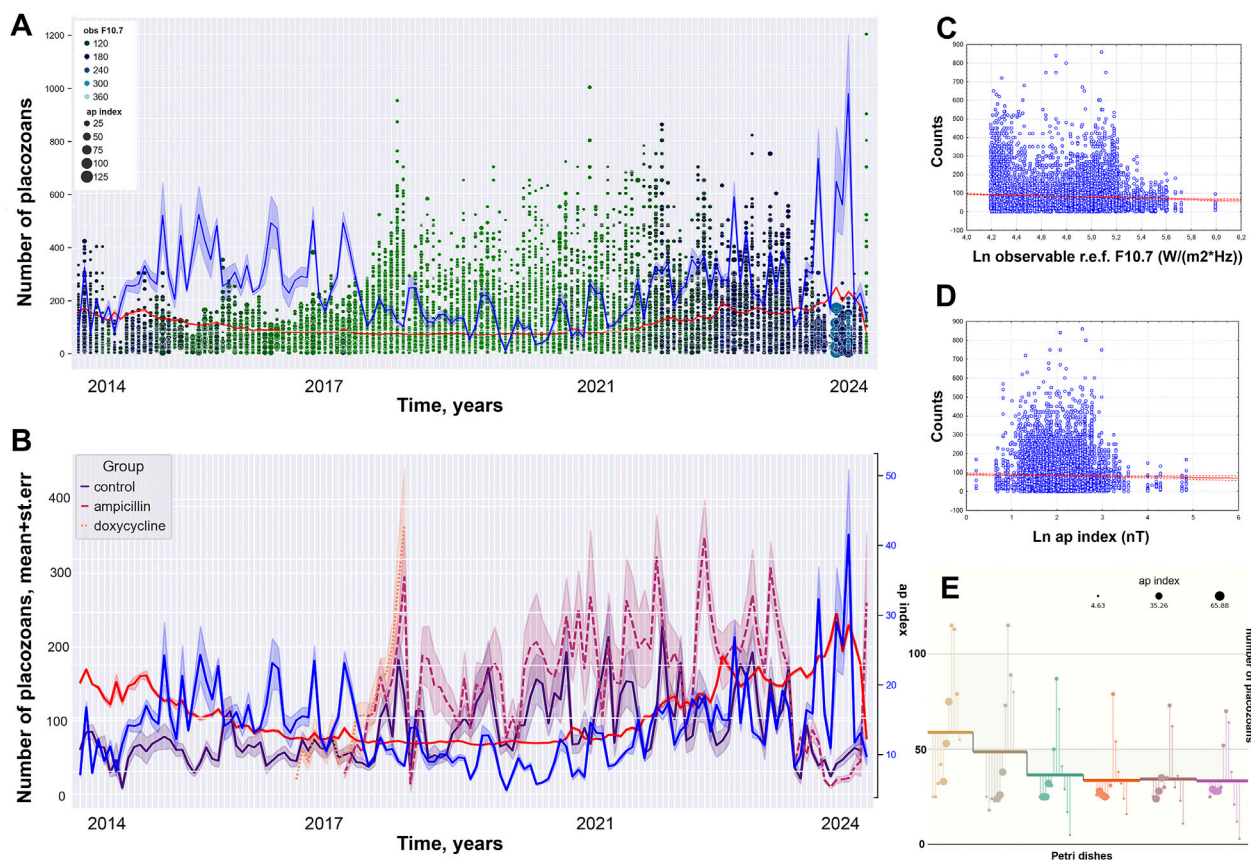 A
obs F10.7
120
180
240
300
360
ap index
25
50
75
100
125
1200
1000
800
600
400
200
0
Number of placozoans
2014
2017
2021
2024
Time, years
B
Group
control
ampicillin
doxycycline
400
300
200
100
0
Number of placozoans, mean+st.err
50
40
30
20
10
ap index
2014
2017
2021
2024
Time, years
C
900
800
700
600
500
400
300
200
100
0
-100
Counts
4,0 4,2 4,4 4,6 4,8 5,0 5,2 5,4 5,6 5,8 6,0 6,2
Ln observable r.e.f. F10.7 (W/(m2*Hz))
D
900
800
700
600
500
400
300
200
100
0
-100
Counts
0 1 2 3 4 5 6
Ln ap index (nT)
E
ap index
4.63 35.26 65.88
100
50
0
number of placozoans
Petri dishes